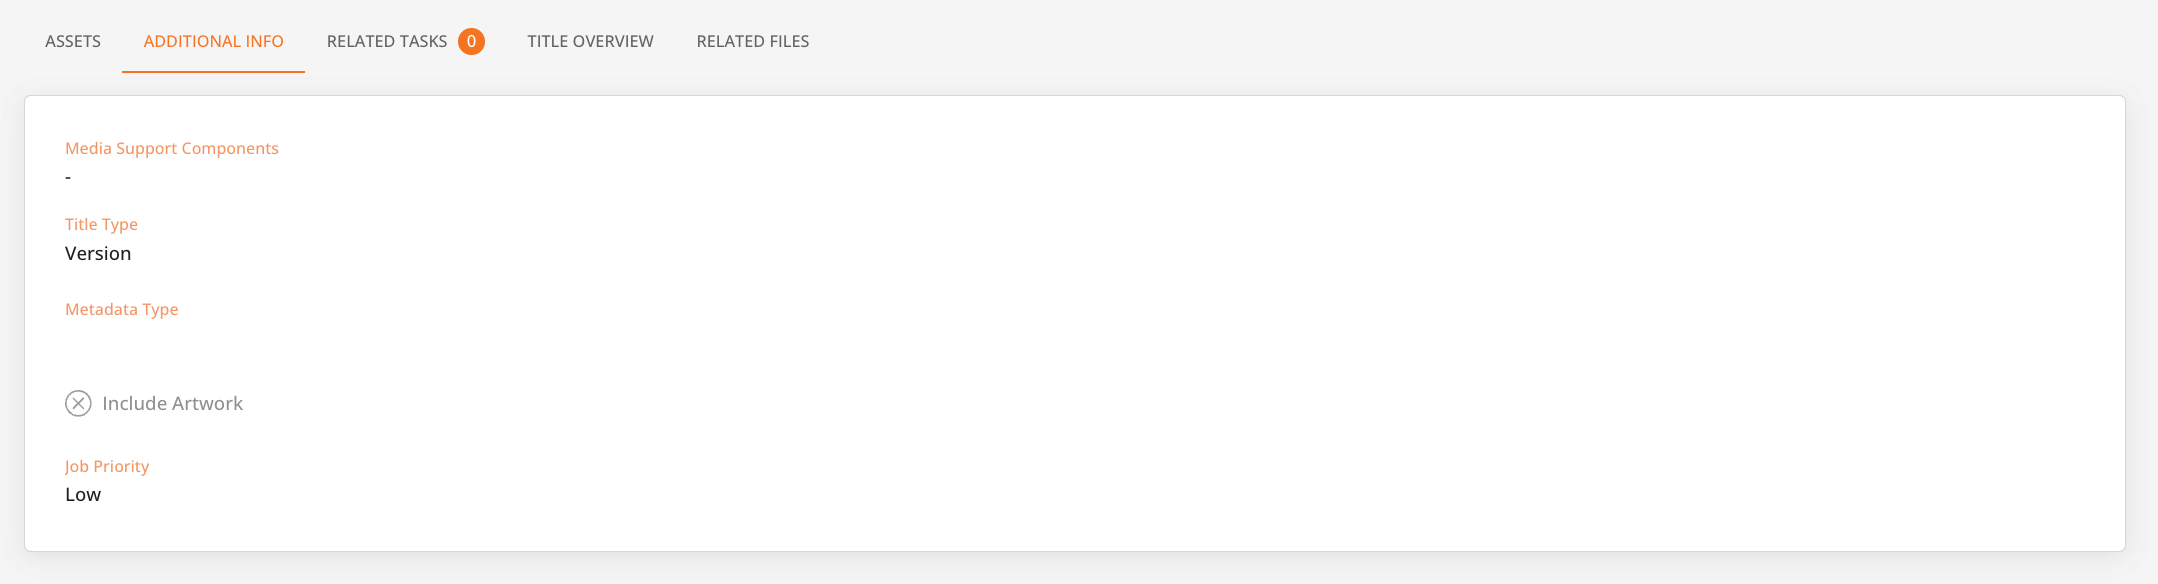 ASSETS ADDITIONAL INFO RELATED TASKS 0 TITLE OVERVIEW RELATED FILES
Media Support Components
-
Title Type
Version
Metadata Type
Include Artwork
Job Priority
Low